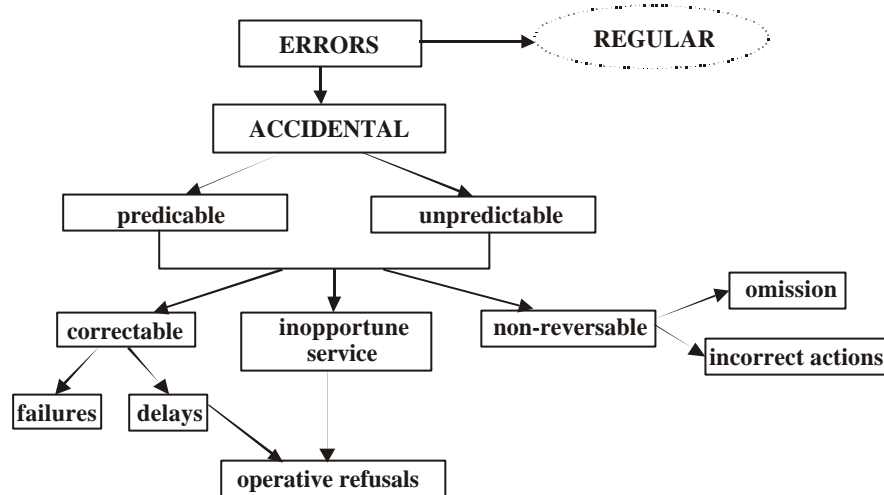 ERRORS
REGULAR
ACCIDENTAL
predicable
unpredictable
correctable
inopportune
service
non-reversable
omission
incorrect actions
failures
delays
operative refusals